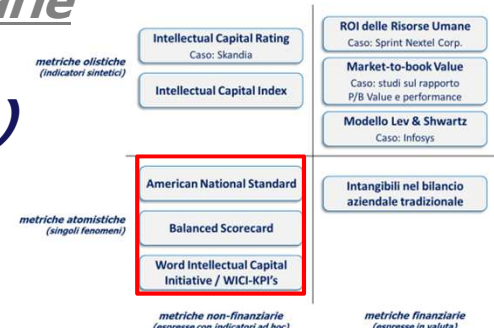 Intellectual Capital Rating
Caso: Skandia
ROI delle Risorse Umane
Caso: Sprint Nextel Corp.
metriche olistiche
(indicatori sintetici)
Intellectual Capital Index
Market-to-book Value
Caso: studi sul rapporto
P/B Value e performance
)
Modello Lev & Shwartz
Caso: Infosys
American National Standard
Intangibili nel bilancio
aziendale tradizionale
metriche atomistiche
(singoli fenomeni)
Balanced Scorecard
Word Intellectual Capital
Initiative / WICI-KPI's
metriche non-finanziarie
(espresse con indicatori ad hoc)
metriche finanziarie
(espresse in valuta)